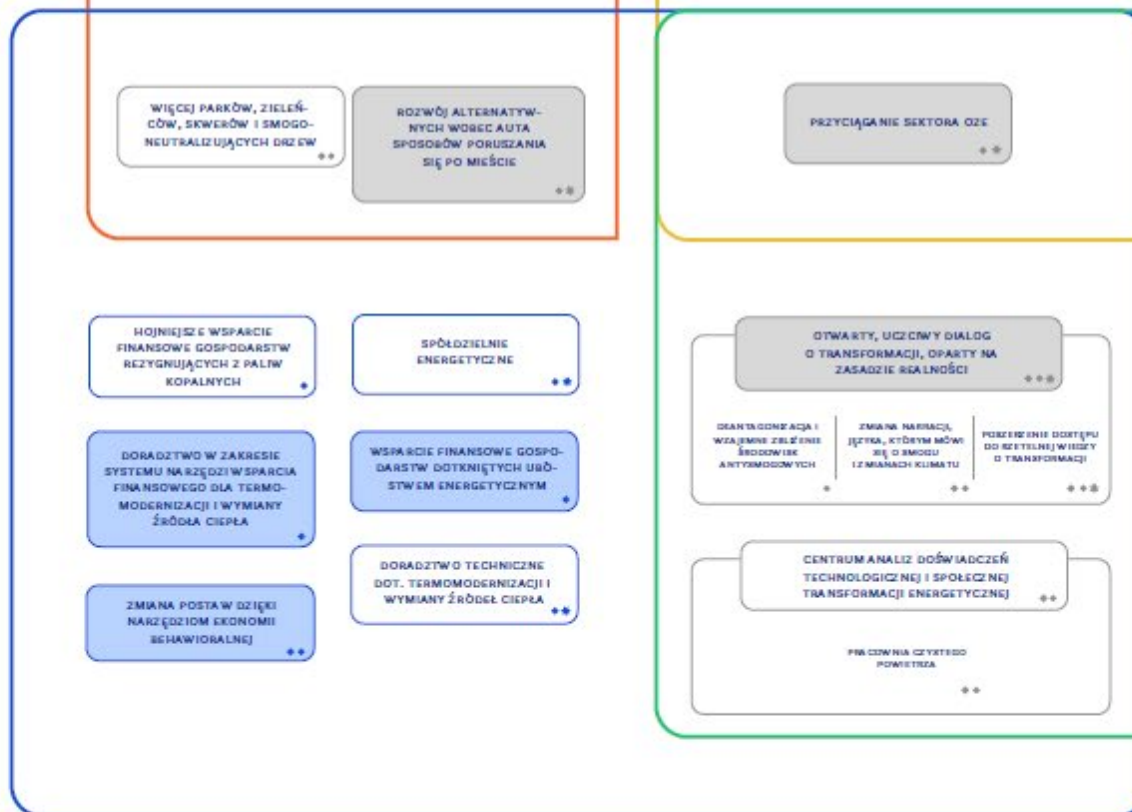 WIĘCEJ PARKÓW, ZIELEŃ-
CÓW, SKWERÓW I SMOGO-
NEUTRALIZUJĄCYCH DRZEW
ROZWÓJ ALTERNATYW-
NYCH WOBEC AUTA
SPOSOBÓW PORUSZANIA
SIĘ PO MIEŚCIE
PRZYCIĄGANIE SEKTORA OZE
HOJNIEJSZE WSPARCIE
FINANSOWE GOSPODARSTW
REZYGNUJĄCYCH Z PALIW
KOPALNYCH
SPÓŁDZIELNIE
ENERGETYCZNE
DORADZTWO W ZAKRESIE
SYSTEMU NARZĘDZI WSPARCIA
FINANSOWEGO DLA TERMO-
MODERNIZACJI I WYMIANY
ŹRÓDŁA CIEPŁA
WSPARCIE FINANSOWE GOSPO-
DARSTW DOTKNIĘTYCH UBÓ-
STWEM ENERGETYCZNYM
DORADZTWO TECHNICZNE
DOT. TERMOMODERNIZACJI I
WYMIANY ŹRÓDEŁ CIEPŁA
ZMIANA POSTAW DZIĘKI
NARZĘDZIOM EKONOMII
BEHAWIORALNEJ
OTWARTY, UCZCIWY DIALOG
O TRANSFORMACJI, OPARTY NA
ZASADZIE REALNOŚCI
DEANTAGONIZACJA I
WZAJEMNE ZBLIŻENIE
ŚRODOWISK
ANTYSMOGOWYCH
ZMIANA NARRACJI,
JĘZYKA, KTÓRYM MÓWI
SIĘ O SMOGU
I ZMIANACH KLIMATU
POSZERZENIE DOSTĘPU
DO RZETELNEJ WIEDZY
O TRANSFORMACJI
CENTRUM ANALIZ DOŚWIADCZEŃ
TECHNOLOGICZNEJ I SPOŁECZNEJ
TRANSFORMACJI ENERGETYCZNEJ
PRACOWNIA CZYSTEGO
POWIETRZA